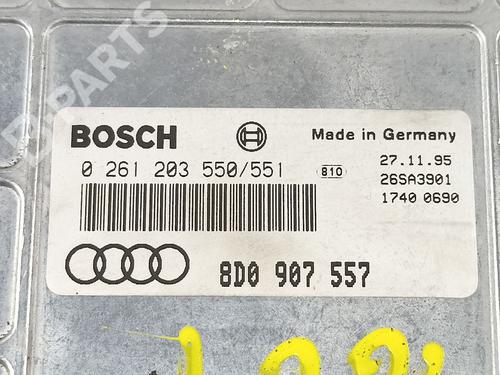 BOSCH
Made in Germany
0 261 203 550/551
810
27.11.95
26SA3901
1740 0690
8D0 907 557